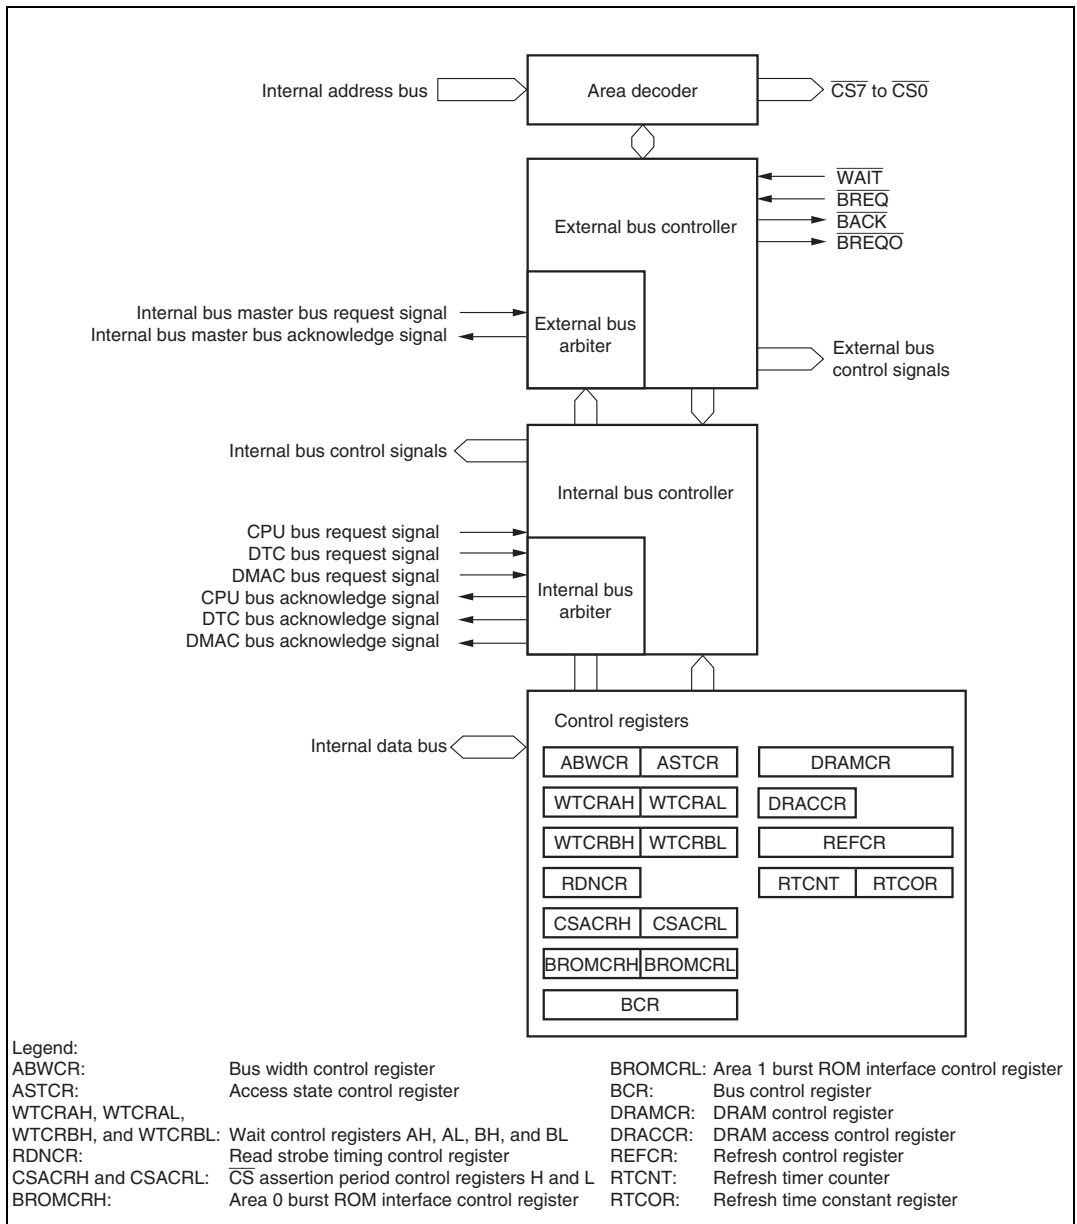 Internal address bus
Area decoder
CS7 to CS0
WAIT
BREQ
External bus controller
BACK
BREQO
Internal bus master bus request signal
Internal bus master bus acknowledge signal
External bus
arbiter
External bus
control signals
Internal bus control signals
Internal bus controller
CPU bus request signal
DTC bus request signal
DMAC bus request signal
CPU bus acknowledge signal
DTC bus acknowledge signal
DMAC bus acknowledge signal
Internal bus
arbiter
Control registers
Internal data bus
ABWCR ASTCR DRAMCR
WTCRAH WTCRAL DRACCR
WTCRBH WTCRBL REFCR
RDNCR RTCNT RTCOR
CSACRH CSACRL
BROMCRH BROMCRL
BCR
Legend:
ABWCR: Bus width control register
ASTCR: Access state control register
WTCRAH, WTCRAL,
WTCRBH, and WTCRBL: Wait control registers AH, AL, BH, and BL
RDNCR: Read strobe timing control register
CSACRH and CSACRL: CS assertion period control registers H and L
BROMCRH: Area 0 burst ROM interface control register
BROMCRL: Area 1 burst ROM interface control register
BCR: Bus control register
DRAMCR: DRAM control register
DRACCR: DRAM access control register
REFCR: Refresh control register
RTCNT: Refresh timer counter
RTCOR: Refresh time constant register